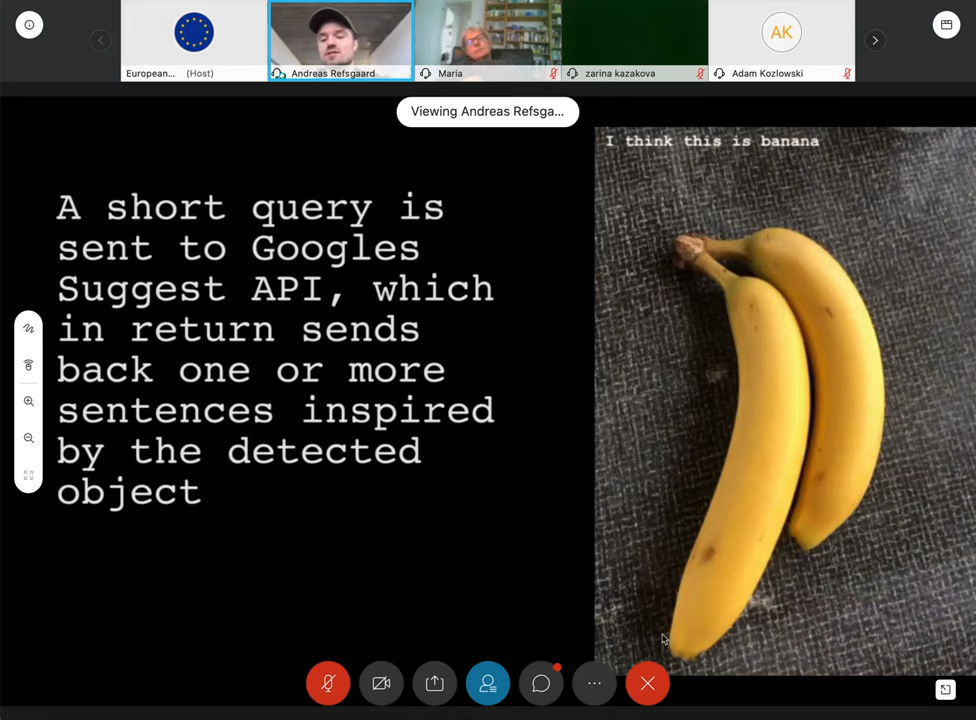 European... (Host)
Andreas Refsgaard
Maria
zarina kazakova
AK
Adam Kozlowski
Viewing Andreas Refsga...
I think this is banana
A short query is
sent to Googles
Suggest API, which
in return sends
back one or more
sentences inspired
by the detected
object